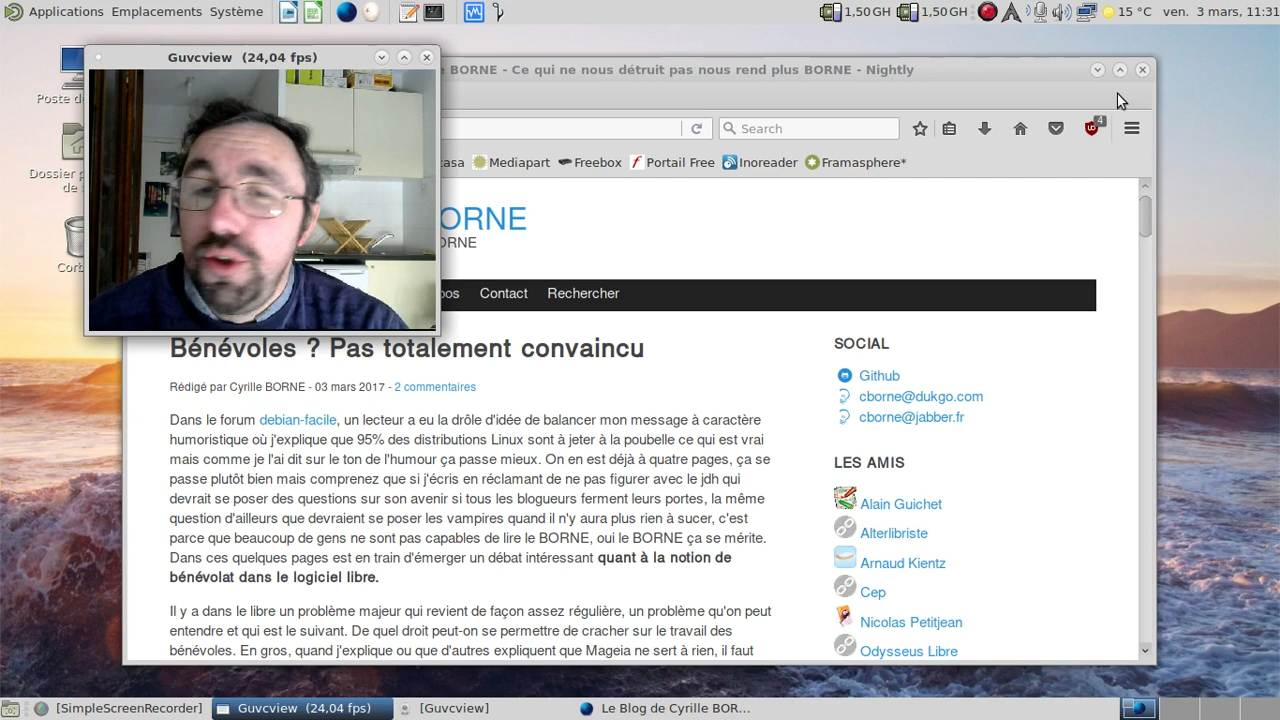 Applications Emplacements Système
1,50 GH 1,50 GH 15 °C ven. 3 mars, 11:31
Guvcview (24,04 fps)
BORNE - Ce qui ne nous détruit pas nous rend plus BORNE - Nightly
Poste d
Dossier p
de
Corb
Search
4
casa Mediapart Freebox Portail Free Inoreader Framasphere*
ORNE
ORNE
pos Contact Rechercher
Bénévoles ? Pas totalement convaincu
Rédigé par Cyrille BORNE - 03 mars 2017 - 2 commentaires
Dans le forum debian-facile, un lecteur a eu la drôle d'idée de balancer mon message à caractère
humoristique où j'explique que 95% des distributions Linux sont à jeter à la poubelle ce qui est vrai
mais comme je l'ai dit sur le ton de l'humour ça passe mieux. On en est déjà à quatre pages, ça se
passe plutôt bien mais comprenez que si j'écris en réclamant de ne pas figurer avec le jdh qui
devrait se poser des questions sur son avenir si tous les blogueurs ferment leurs portes, la même
question d'ailleurs que devraient se poser les vampires quand il n'y aura plus rien à sucer, c'est
parce que beaucoup de gens ne sont pas capables de lire le BORNE, oui le BORNE ça se mérite.
Dans ces quelques pages est en train d'émerger un débat intéressant quant à la notion de
bénévolat dans le logiciel libre.
Il y a dans le libre un problème majeur qui revient de façon assez régulière, un problème qu'on peut
entendre et qui est le suivant. De quel droit peut-on se permettre de cracher sur le travail des
bénévoles. En gros, quand j'explique ou que d'autres expliquent que Mageia ne sert à rien, il faut
SOCIAL
Github
cborne@dukgo.com
cborne@jabber.fr
LES AMIS
Alain Guichet
Alterlibriste
Arnaud Kientz
Cep
Nicolas Petitjean
Odysseus Libre
[SimpleScreenRecorder] Guvcview (24,04 fps) [Guvcview] Le Blog de Cyrille BOR...